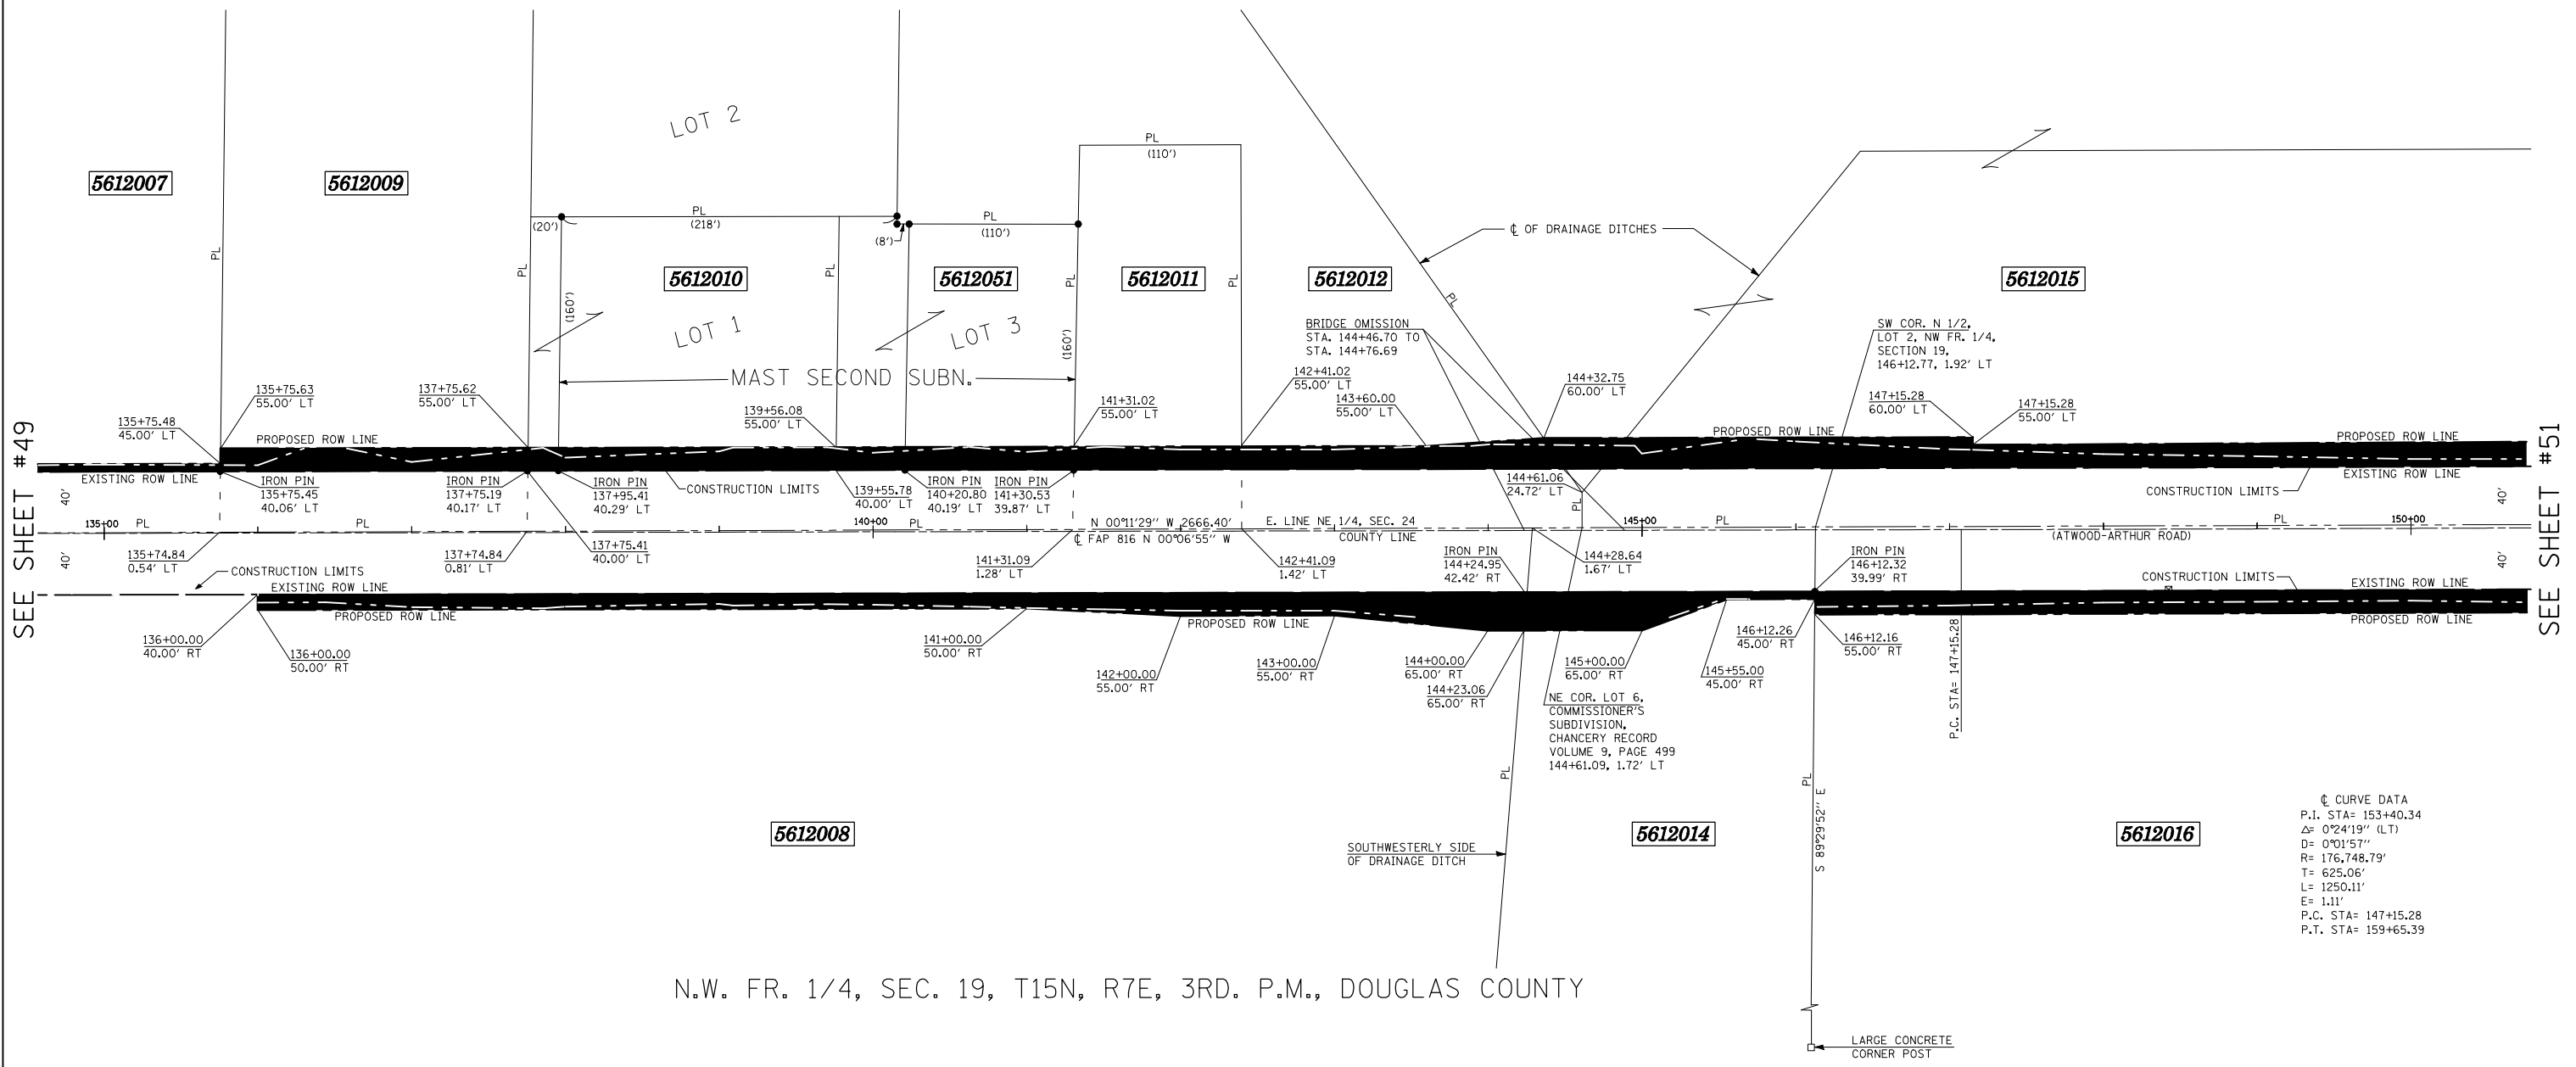 LOT 2
PL
(110')
5612007
5612009
PL
(218')
(20')
(8')
PL
(110')
℄ OF DRAINAGE DITCHES
PL
PL
PL
PL
PL
PL
5612010
5612051
5612011
5612012
5612015
(160')
LOT 1
LOT 3
(160')
BRIDGE OMISSION
STA. 144+46.70 TO
STA. 144+76.69
SW COR. N 1/2,
LOT 2, NW FR. 1/4,
SECTION 19,
146+12.77, 1.92' LT
MAST SECOND SUBN.
135+75.48
45.00' LT
135+75.63
55.00' LT
137+75.62
55.00' LT
139+56.08
55.00' LT
141+31.02
55.00' LT
142+41.02
55.00' LT
143+60.00
55.00' LT
144+32.75
60.00' LT
147+15.28
60.00' LT
147+15.28
55.00' LT
SEE SHEET #49
PROPOSED ROW LINE
PROPOSED ROW LINE
PROPOSED ROW LINE
SEE SHEET #51
EXISTING ROW LINE
IRON PIN
135+75.45
40.06' LT
IRON PIN
137+75.19
40.17' LT
IRON PIN
137+95.41
40.29' LT
CONSTRUCTION LIMITS
139+55.78
40.00' LT
IRON PIN
140+20.80
40.19' LT
IRON PIN
141+30.53
39.87' LT
144+61.06
24.72' LT
PL
EXISTING ROW LINE
CONSTRUCTION LIMITS
40'
40'
135+00
PL
PL
140+00
PL
N 00°11'29" W 2666.40'
E. LINE NE 1/4, SEC. 24
℄ FAP 816 N 00°06'55" W
COUNTY LINE
145+00
PL
(ATWOOD-ARTHUR ROAD)
PL
150+00
40'
40'
135+74.84
0.54' LT
137+74.84
0.81' LT
137+75.41
40.00' LT
141+31.09
1.28' LT
142+41.09
1.42' LT
IRON PIN
144+24.95
42.42' RT
144+28.64
1.67' LT
IRON PIN
146+12.32
39.99' RT
CONSTRUCTION LIMITS
EXISTING ROW LINE
CONSTRUCTION LIMITS
EXISTING ROW LINE
PROPOSED ROW LINE
PROPOSED ROW LINE
PROPOSED ROW LINE
136+00.00
40.00' RT
136+00.00
50.00' RT
141+00.00
50.00' RT
142+00.00
55.00' RT
143+00.00
55.00' RT
144+00.00
65.00' RT
144+23.06
65.00' RT
145+00.00
65.00' RT
145+55.00
45.00' RT
146+12.26
45.00' RT
146+12.16
55.00' RT
P.C. STA= 147+15.28
NE COR. LOT 6,
COMMISSIONER'S
SUBDIVISION,
CHANCERY RECORD
VOLUME 9, PAGE 499
144+61.09, 1.72' LT
PL
PL
S 89°29'52" E
5612008
5612014
5612016
SOUTHWESTERLY SIDE
OF DRAINAGE DITCH
℄ CURVE DATA
P.I. STA= 153+40.34
Δ= 0°24'19" (LT)
D= 0°01'57"
R= 176,748.79'
T= 625.06'
L= 1250.11'
E= 1.11'
P.C. STA= 147+15.28
P.T. STA= 159+65.39
N.W. FR. 1/4, SEC. 19, T15N, R7E, 3RD. P.M., DOUGLAS COUNTY
LARGE CONCRETE
CORNER POST